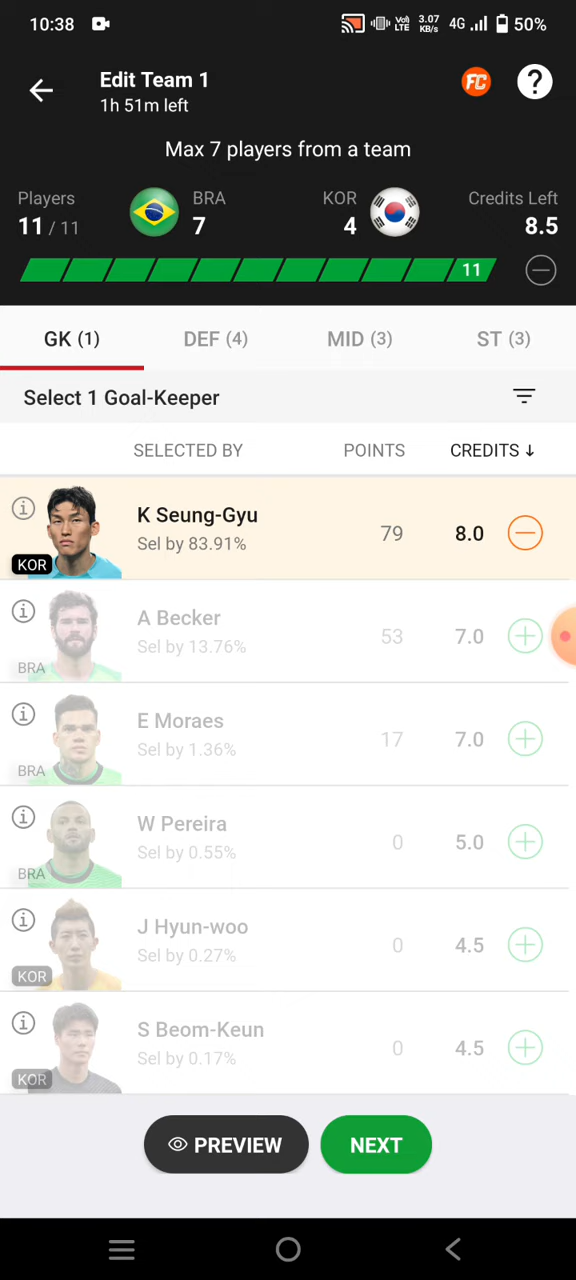 10:38
Vo) LTE
3.07 KB/s
4G
50%
Edit Team 1
1h 51m left
FC
?
Max 7 players from a team
Players
BRA
KOR
Credits Left
11 / 11
7
4
8.5
11
GK (1)
DEF (4)
MID (3)
ST (3)
Select 1 Goal-Keeper
SELECTED BY
POINTS
CREDITS ↓
K Seung-Gyu
Sel by 83.91%
79
8.0
KOR
A Becker
Sel by 13.76%
53
7.0
BRA
E Moraes
Sel by 1.36%
17
7.0
BRA
W Pereira
Sel by 0.55%
0
5.0
BRA
J Hyun-woo
Sel by 0.27%
0
4.5
KOR
S Beom-Keun
Sel by 0.17%
0
4.5
KOR
PREVIEW
NEXT